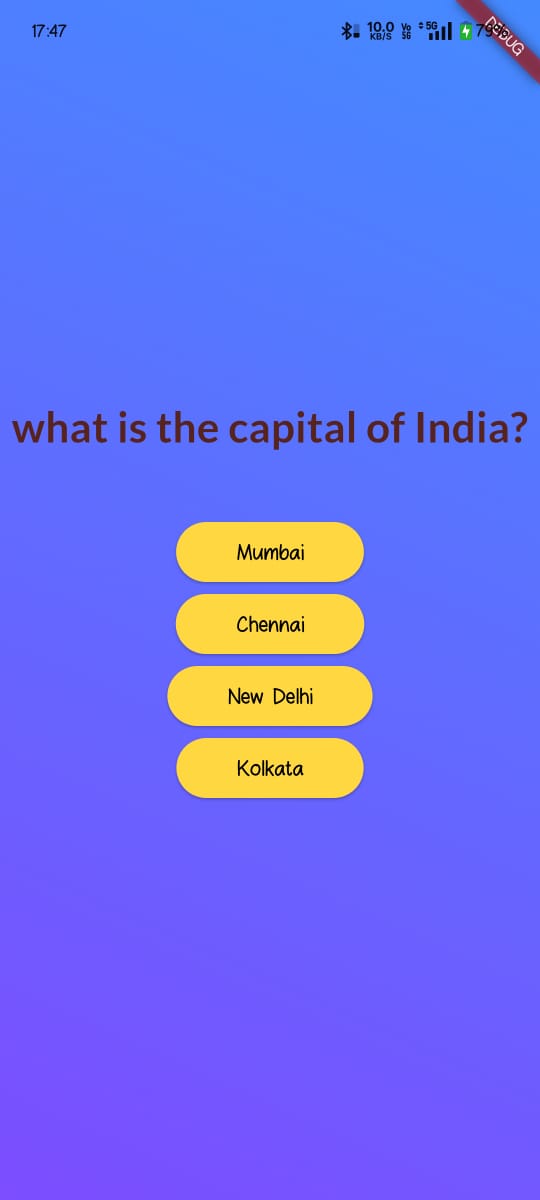 17:47
10.0 KB/S Vo 5G 5G 79%
DEBUG
what is the capital of India?
Mumbai
Chennai
New Delhi
Kolkata